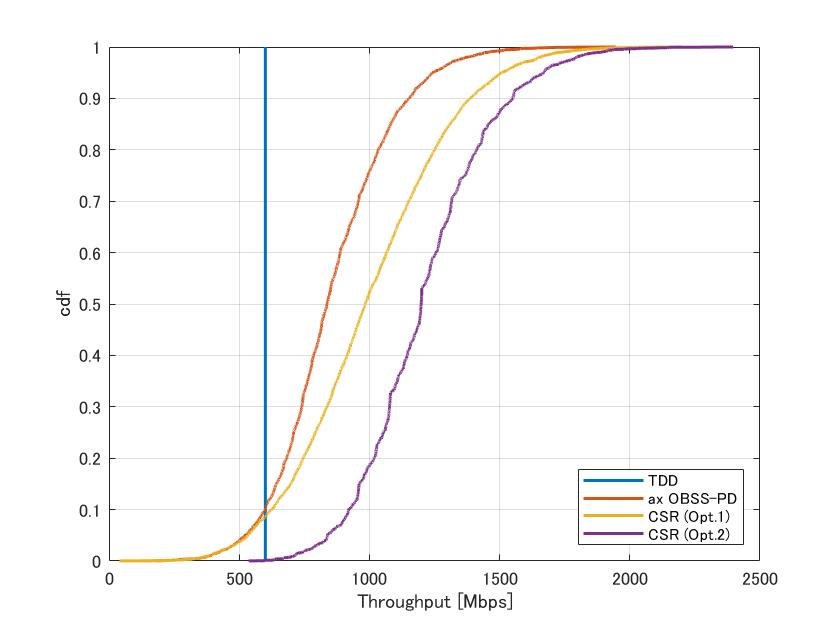 1
0.9
0.8
0.7
0.6
0.5
0.4
0.3
0.2
0.1
0
cdf
0 500 1000 1500 2000 2500
Throughput [Mbps]
TDD
ax OBSS-PD
CSR (Opt.1)
CSR (Opt.2)